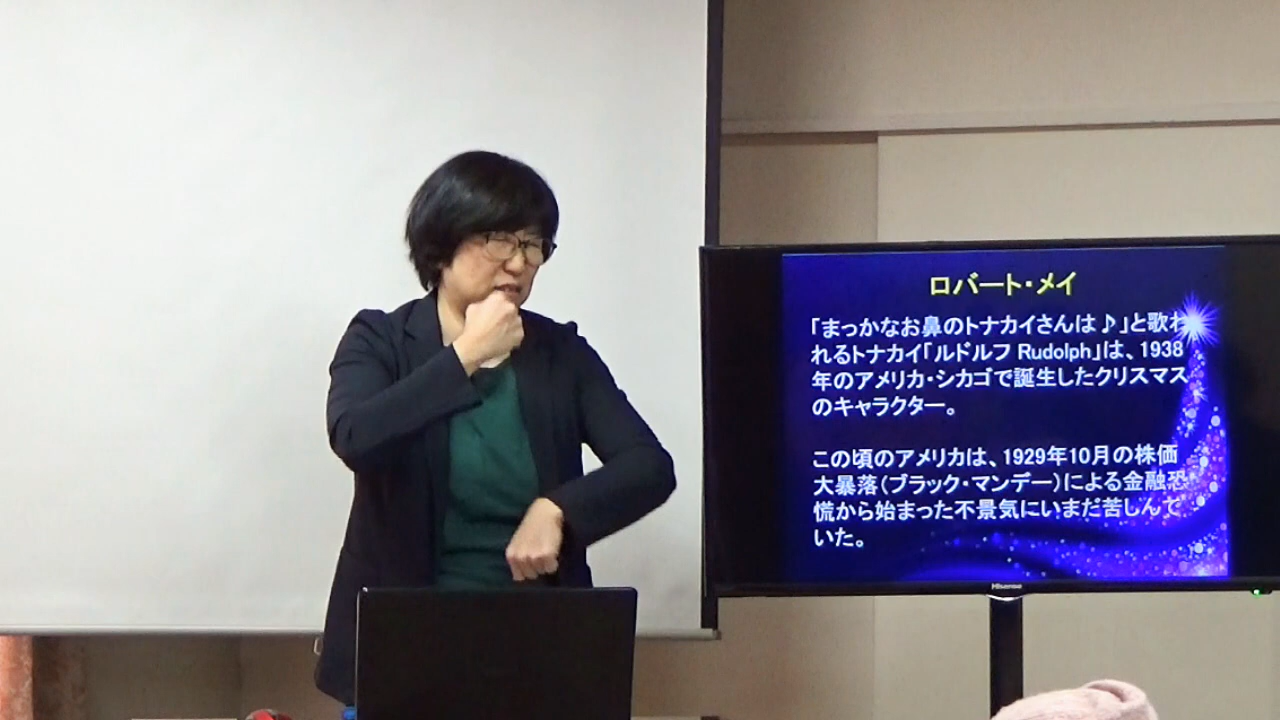 ロバート・メイ
「まっかなお鼻のトナカイさんは♪」と歌わ
れるトナカイ「ルドルフ Rudolph」は、1938
年のアメリカ・シカゴで誕生したクリスマス
のキャラクター。
この頃のアメリカは、1929年10月の株価
大暴落(ブラック・マンデー)による金融恐
慌から始まった不景気にいまだ苦しんで
いた。
Hisense